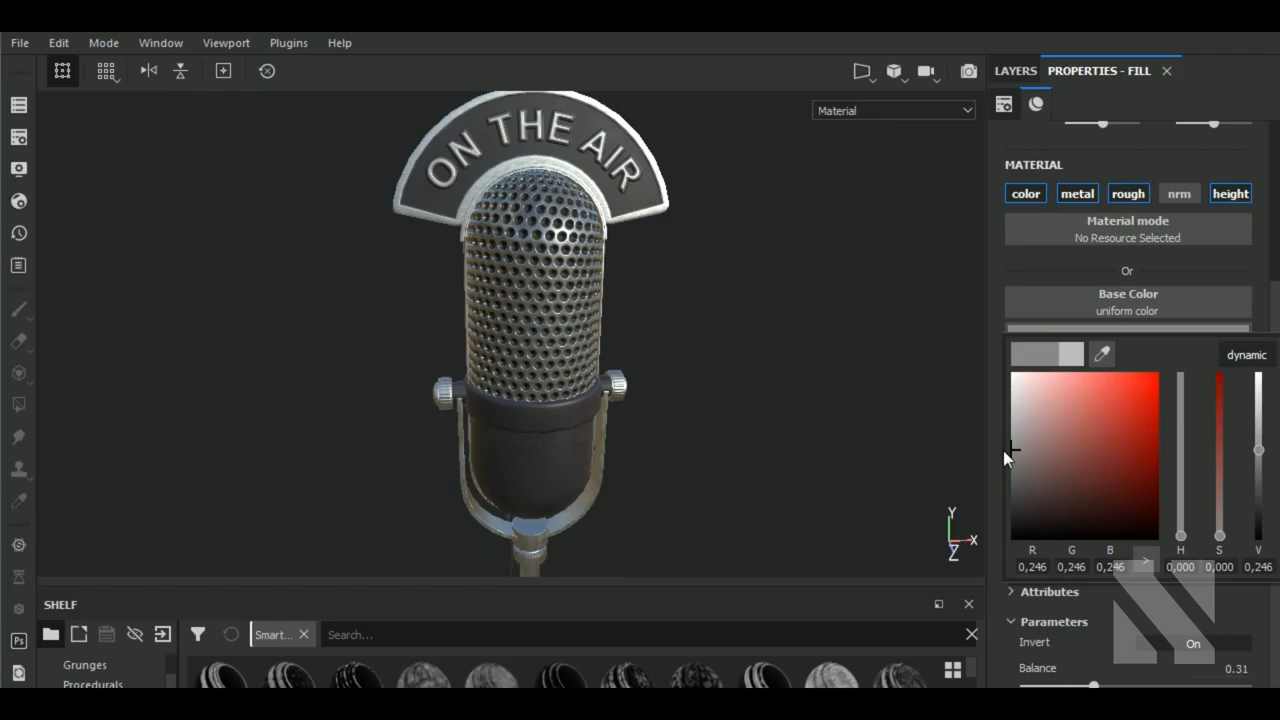 File Edit Mode Window Viewport Plugins Help
LAYERS PROPERTIES - FILL
Material
ON THE AIR
MATERIAL
color metal rough nrm height
Material mode
No Resource Selected
Or
Base Color
uniform color
dynamic
Y
X
Z
R G B H S V
0,246 0,246 0,246 > 0,000 0,000 0,246
Attributes
Parameters
Invert On
Balance 0.31
SHELF
Ps
Smart... Search...
Grunges
Procedurals